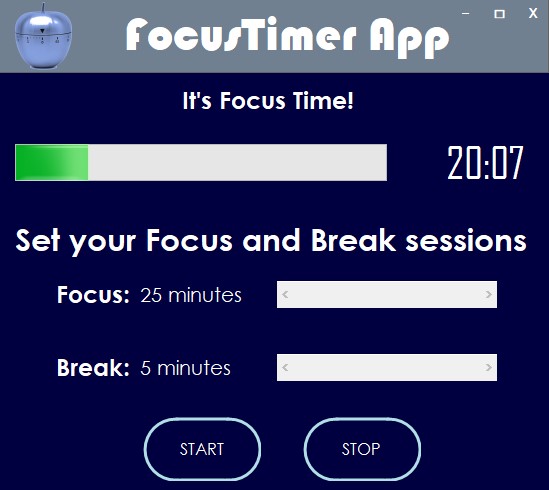 FocusTimer App
It's Focus Time!
20:07
Set your Focus and Break sessions
Focus: 25 minutes
Break: 5 minutes
START STOP